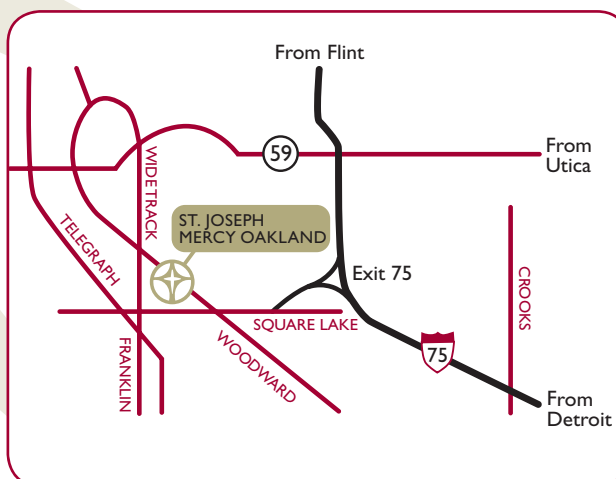 From Flint
59
From
Utica
WIDETRACK
ST. JOSEPH
MERCY OAKLAND
TELEGRAPH
Exit 75
CROOKS
SQUARE LAKE
FRANKLIN
WOODWARD
75
From
Detroit